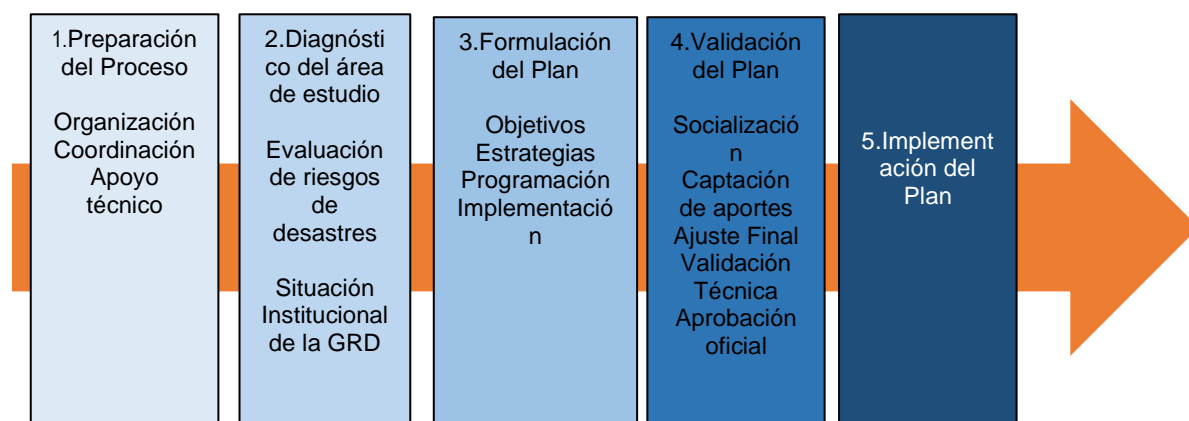 1.Preparación
del Proceso
Organización
Coordinación
Apoyo
técnico
2.Diagnósti
co del área
de estudio
Evaluación
de riesgos
de
desastres
Situación
Institucional
de la GRD
3.Formulación
del Plan
Objetivos
Estrategias
Programación
Implementació
n
4.Validación
del Plan
Socializació
n
Captación
de aportes
Ajuste Final
Validación
Técnica
Aprobación
oficial
5.Implement
ación del
Plan